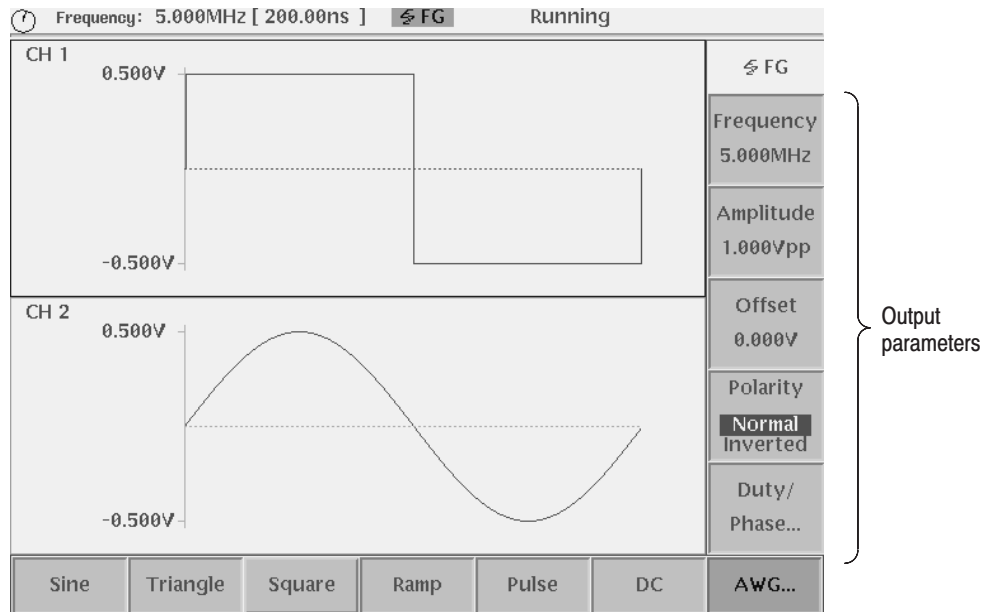 Frequency: 5.000MHz [ 200.00ns ] FG Running
CH 1
0.500V
-0.500V
CH 2
0.500V
-0.500V
FG
Frequency
5.000MHz
Amplitude
1.000Vpp
Offset
0.000V
Polarity
Normal
Inverted
Duty/
Phase...
Output
parameters
Sine Triangle Square Ramp Pulse DC AWG...